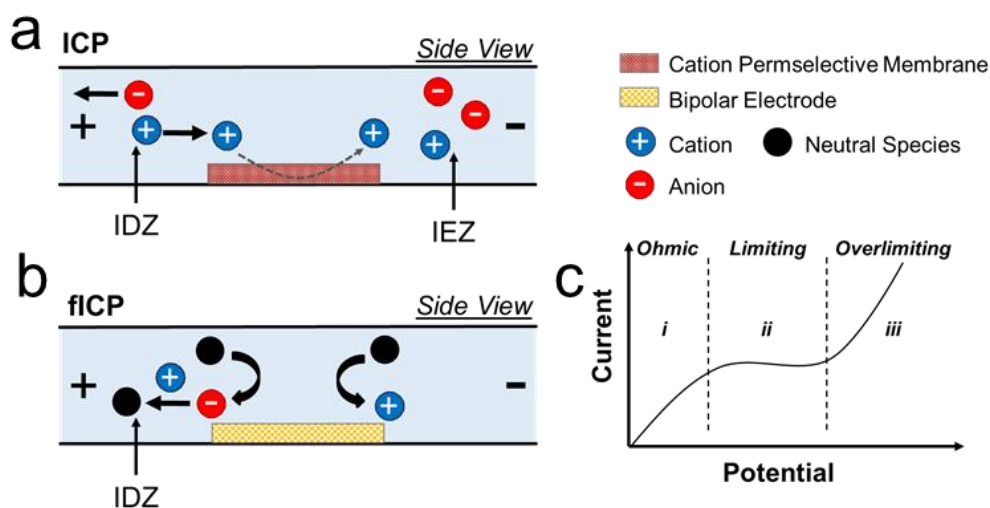 a
ICP
Side View
+
-
IDZ
IEZ
Cation Permselective Membrane
Bipolar Electrode
Cation
Neutral Species
Anion
b
fICP
Side View
+
-
IDZ
c
Ohmic
Limiting
Overlimiting
i
ii
iii
Current
Potential